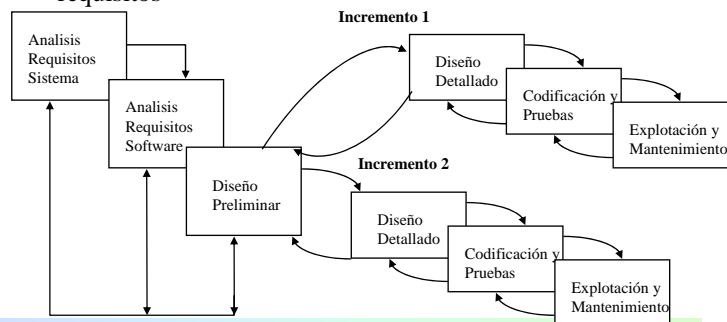 requisitos
Incremento 1
Analisis
Requisitos
Sistema
Analisis
Requisitos
Software
Diseño
Preliminar
Diseño
Detallado
Codificación y
Pruebas
Explotación y
Mantenimiento
Incremento 2
Diseño
Detallado
Codificación y
Pruebas
Explotación y
Mantenimiento